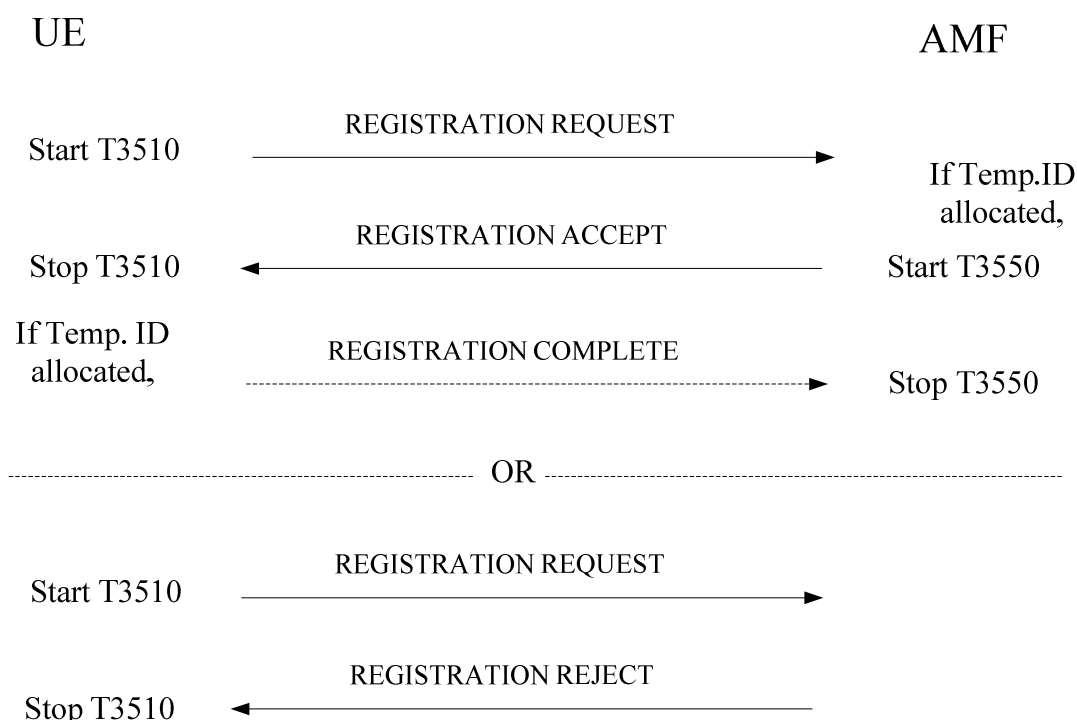 UE
AMF
REGISTRATION REQUEST
Start T3510
If Temp.ID
allocated,
REGISTRATION ACCEPT
Stop T3510
Start T3550
If Temp. ID
allocated,
REGISTRATION COMPLETE
Stop T3550
OR
REGISTRATION REQUEST
Start T3510
REGISTRATION REJECT
Stop T3510